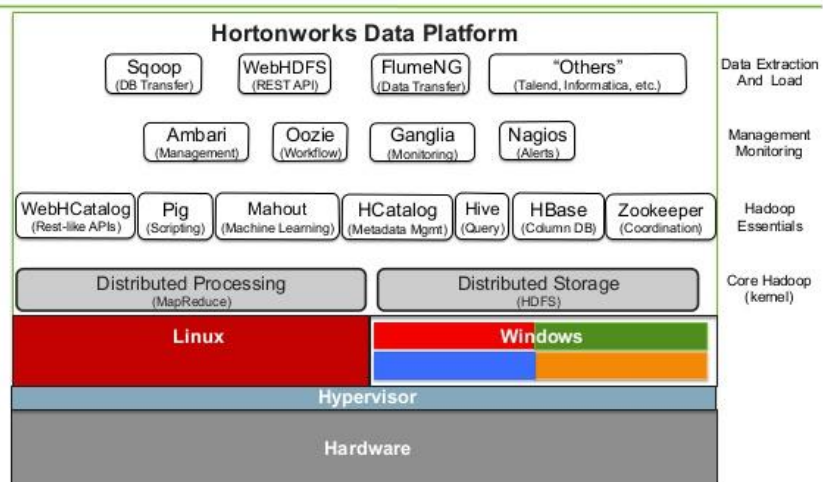 Hortonworks Data Platform
Sqoop
(DB Transfer)
WebHDFS
(REST API)
FlumeNG
(Data Transfer)
“Others”
(Talend, Informatica, etc.)
Data Extraction
And Load
Ambari
(Management)
Oozie
(Workflow)
Ganglia
(Monitoring)
Nagios
(Alerts)
Management
Monitoring
WebHCatalog
(Rest-like APIs)
Pig
(Scripting)
Mahout
(Machine Learning)
HCatalog
(Metadata Mgmt)
Hive
(Query)
HBase
(Column DB)
Zookeeper
(Coordination)
Hadoop
Essentials
Distributed Processing
(MapReduce)
Distributed Storage
(HDFS)
Core Hadoop
(kernel)
Linux
Windows
Hypervisor
Hardware